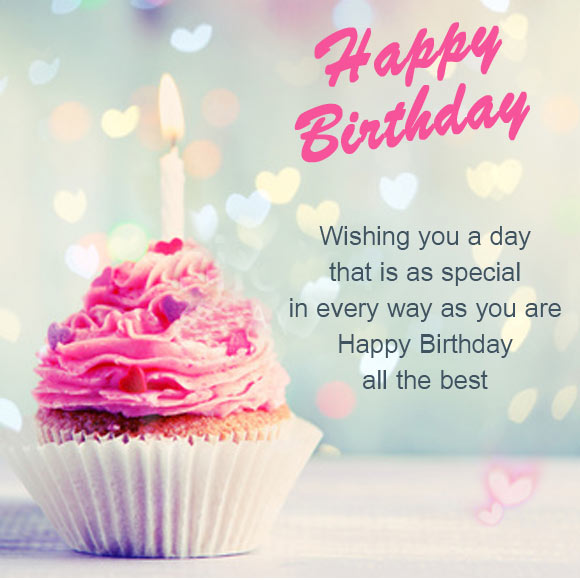 Happy
Birthday
Wishing you a day
that is as special
in every way as you are
Happy Birthday
all the best